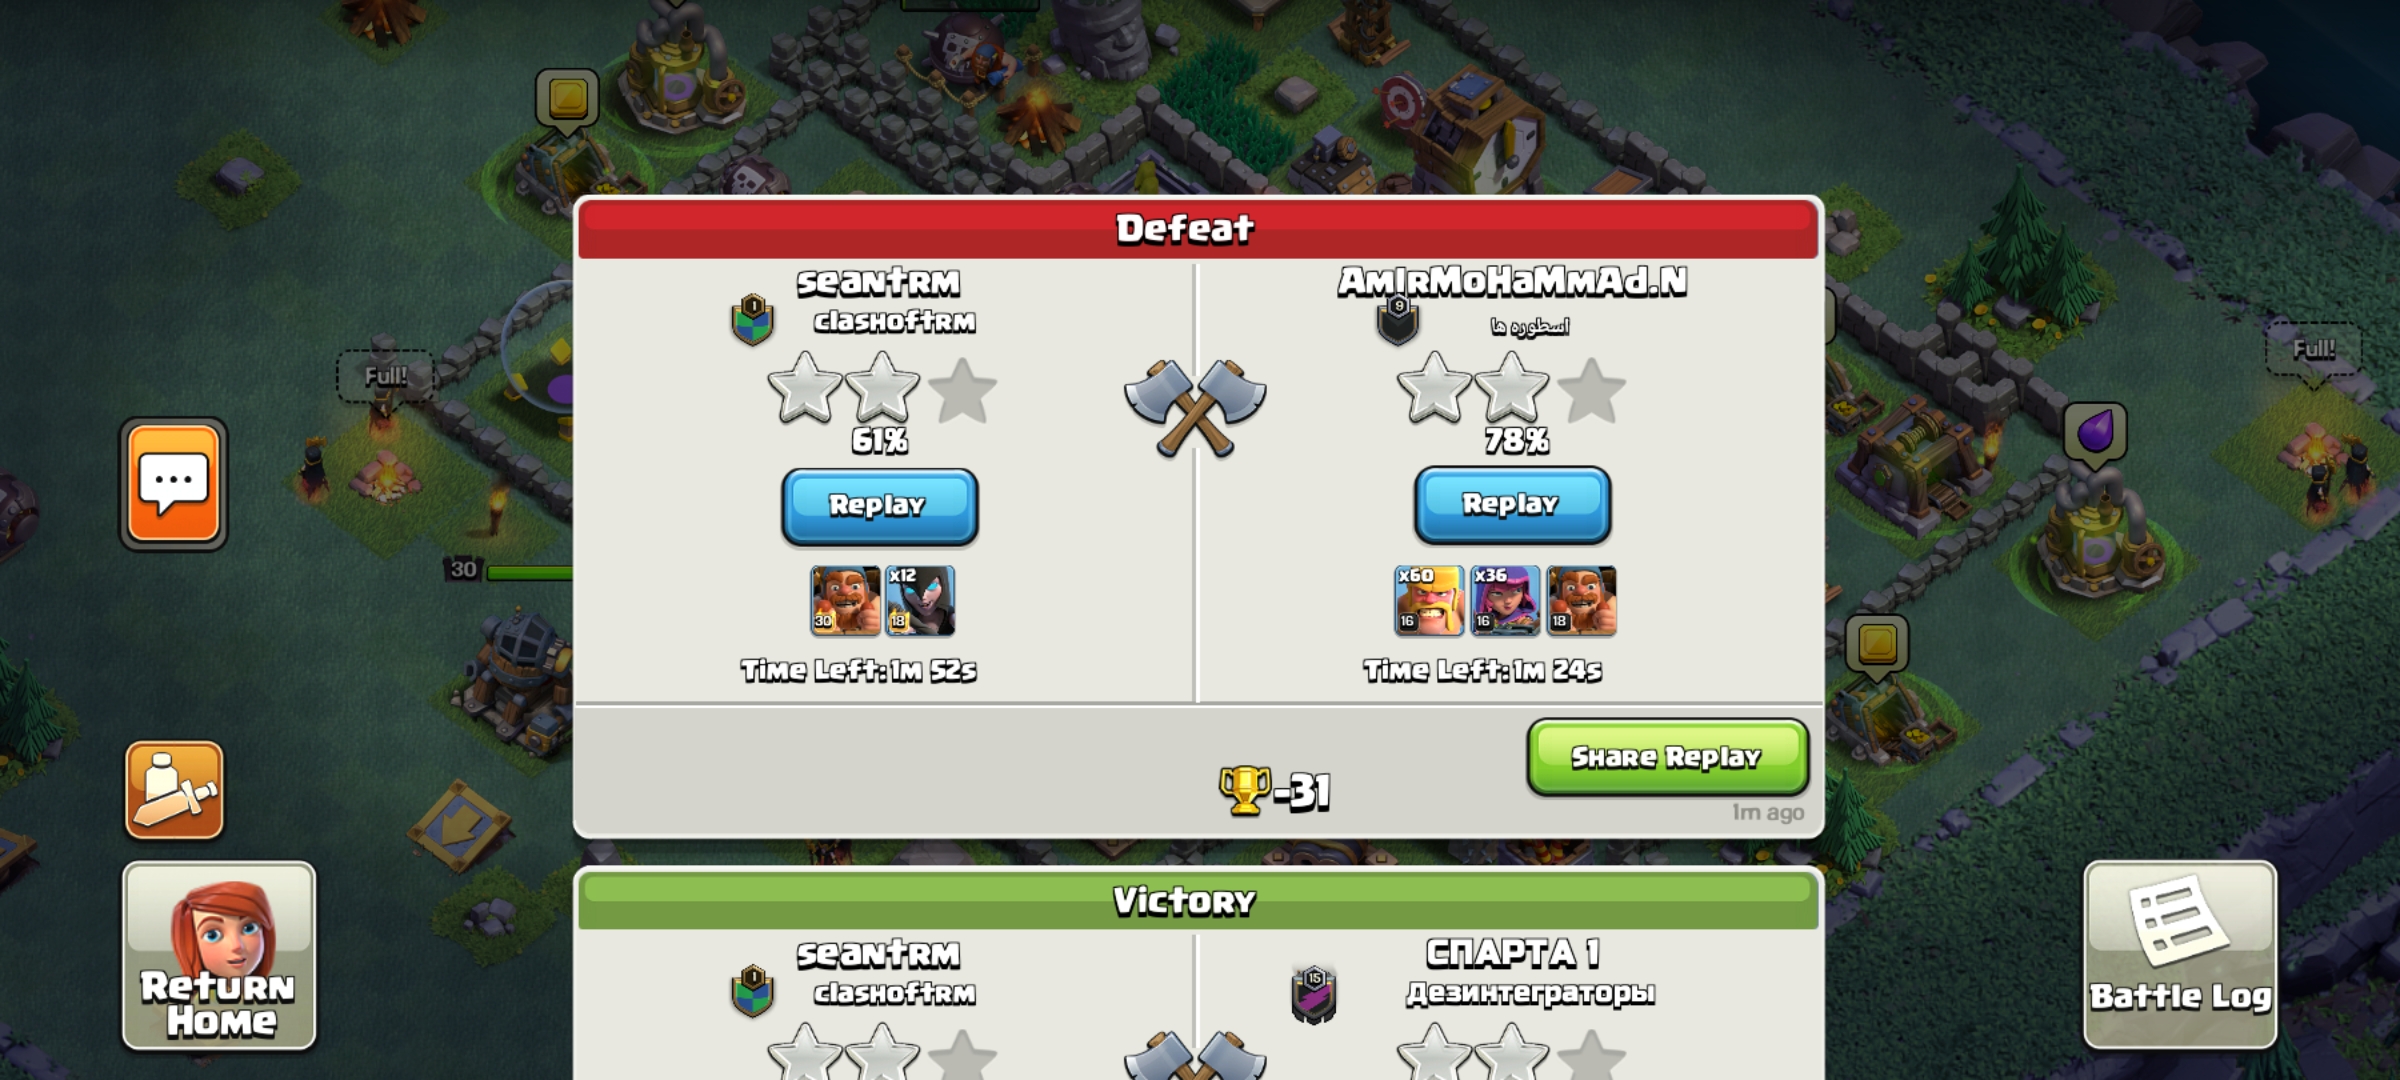 Defeat
seantRM
1
clashoftRM
61%
Replay
30
x12
18
Time Left:1m 52s
AmIRMoHaMmAd.N
9
اسطوره ها
78%
Replay
x60
16
x36
16
18
Time Left:1m 24s
-31
Share Replay
1m ago
Victory
seantRM
1
clashoftRM
СПАРТА 1
15
Дезинтеграторы
Full!
Full!
30
Return
Home
Battle Log